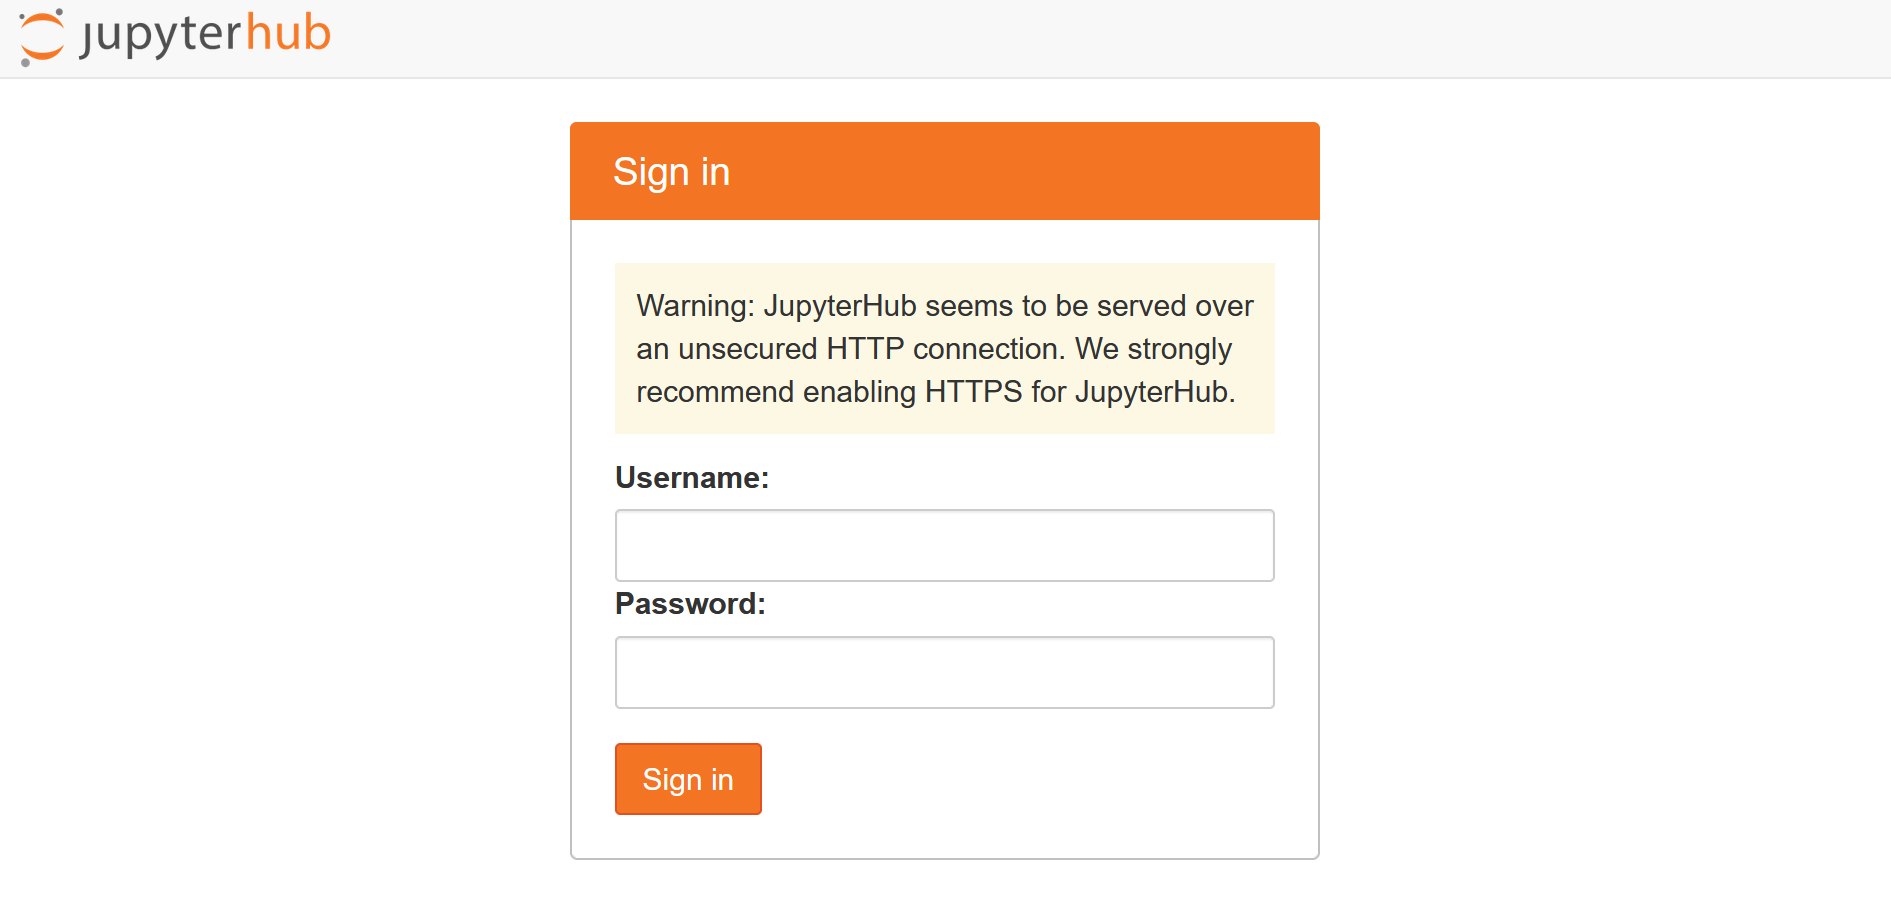 jupyterhub
Sign in
Warning: JupyterHub seems to be served over
an unsecured HTTP connection. We strongly
recommend enabling HTTPS for JupyterHub.
Username:
Password:
Sign in